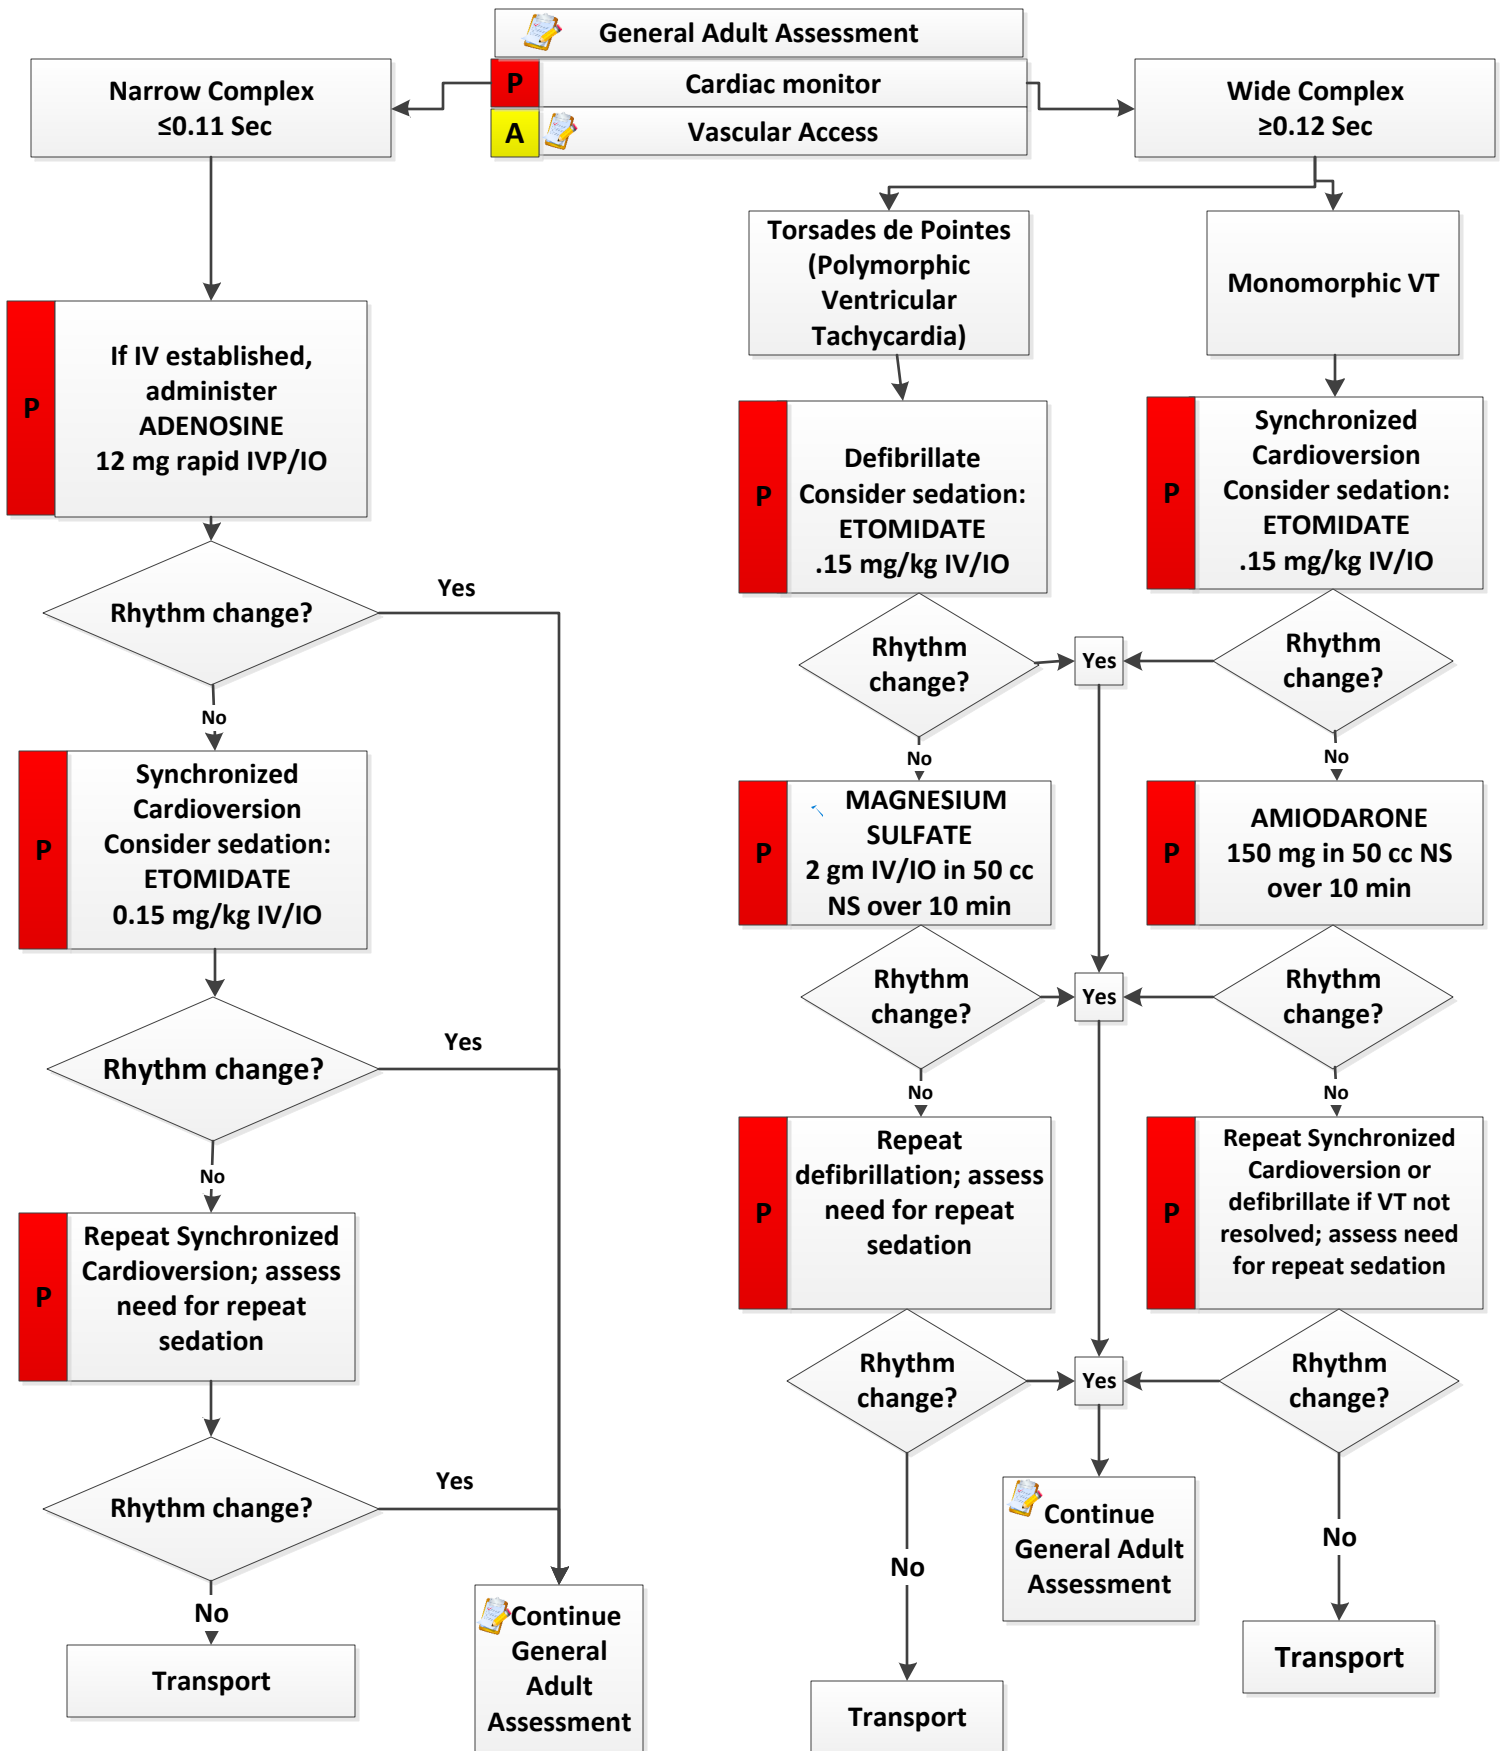 General Adult Assessment
P
Cardiac monitor
A
Vascular Access
Narrow Complex
≤0.11 Sec
P
If IV established,
administer
ADENOSINE
12 mg rapid IVP/IO
Rhythm change?
Yes
No
P
Synchronized
Cardioversion
Consider sedation:
ETOMIDATE
0.15 mg/kg IV/IO
Rhythm change?
Yes
No
P
Repeat Synchronized
Cardioversion; assess
need for repeat
sedation
Rhythm change?
Yes
No
Transport
Continue
General
Adult
Assessment
Wide Complex
≥0.12 Sec
Torsades de Pointes
(Polymorphic
Ventricular
Tachycardia)
P
Defibrillate
Consider sedation:
ETOMIDATE
.15 mg/kg IV/IO
Rhythm
change?
Yes
No
P
MAGNESIUM
SULFATE
2 gm IV/IO in 50 cc
NS over 10 min
Rhythm
change?
Yes
No
P
Repeat
defibrillation; assess
need for repeat
sedation
Rhythm
change?
Yes
No
Transport
Continue
General Adult
Assessment
Monomorphic VT
P
Synchronized
Cardioversion
Consider sedation:
ETOMIDATE
.15 mg/kg IV/IO
Rhythm
change?
No
P
AMIODARONE
150 mg in 50 cc NS
over 10 min
Rhythm
change?
No
P
Repeat Synchronized
Cardioversion or
defibrillate if VT not
resolved; assess need
for repeat sedation
Rhythm
change?
No
Transport